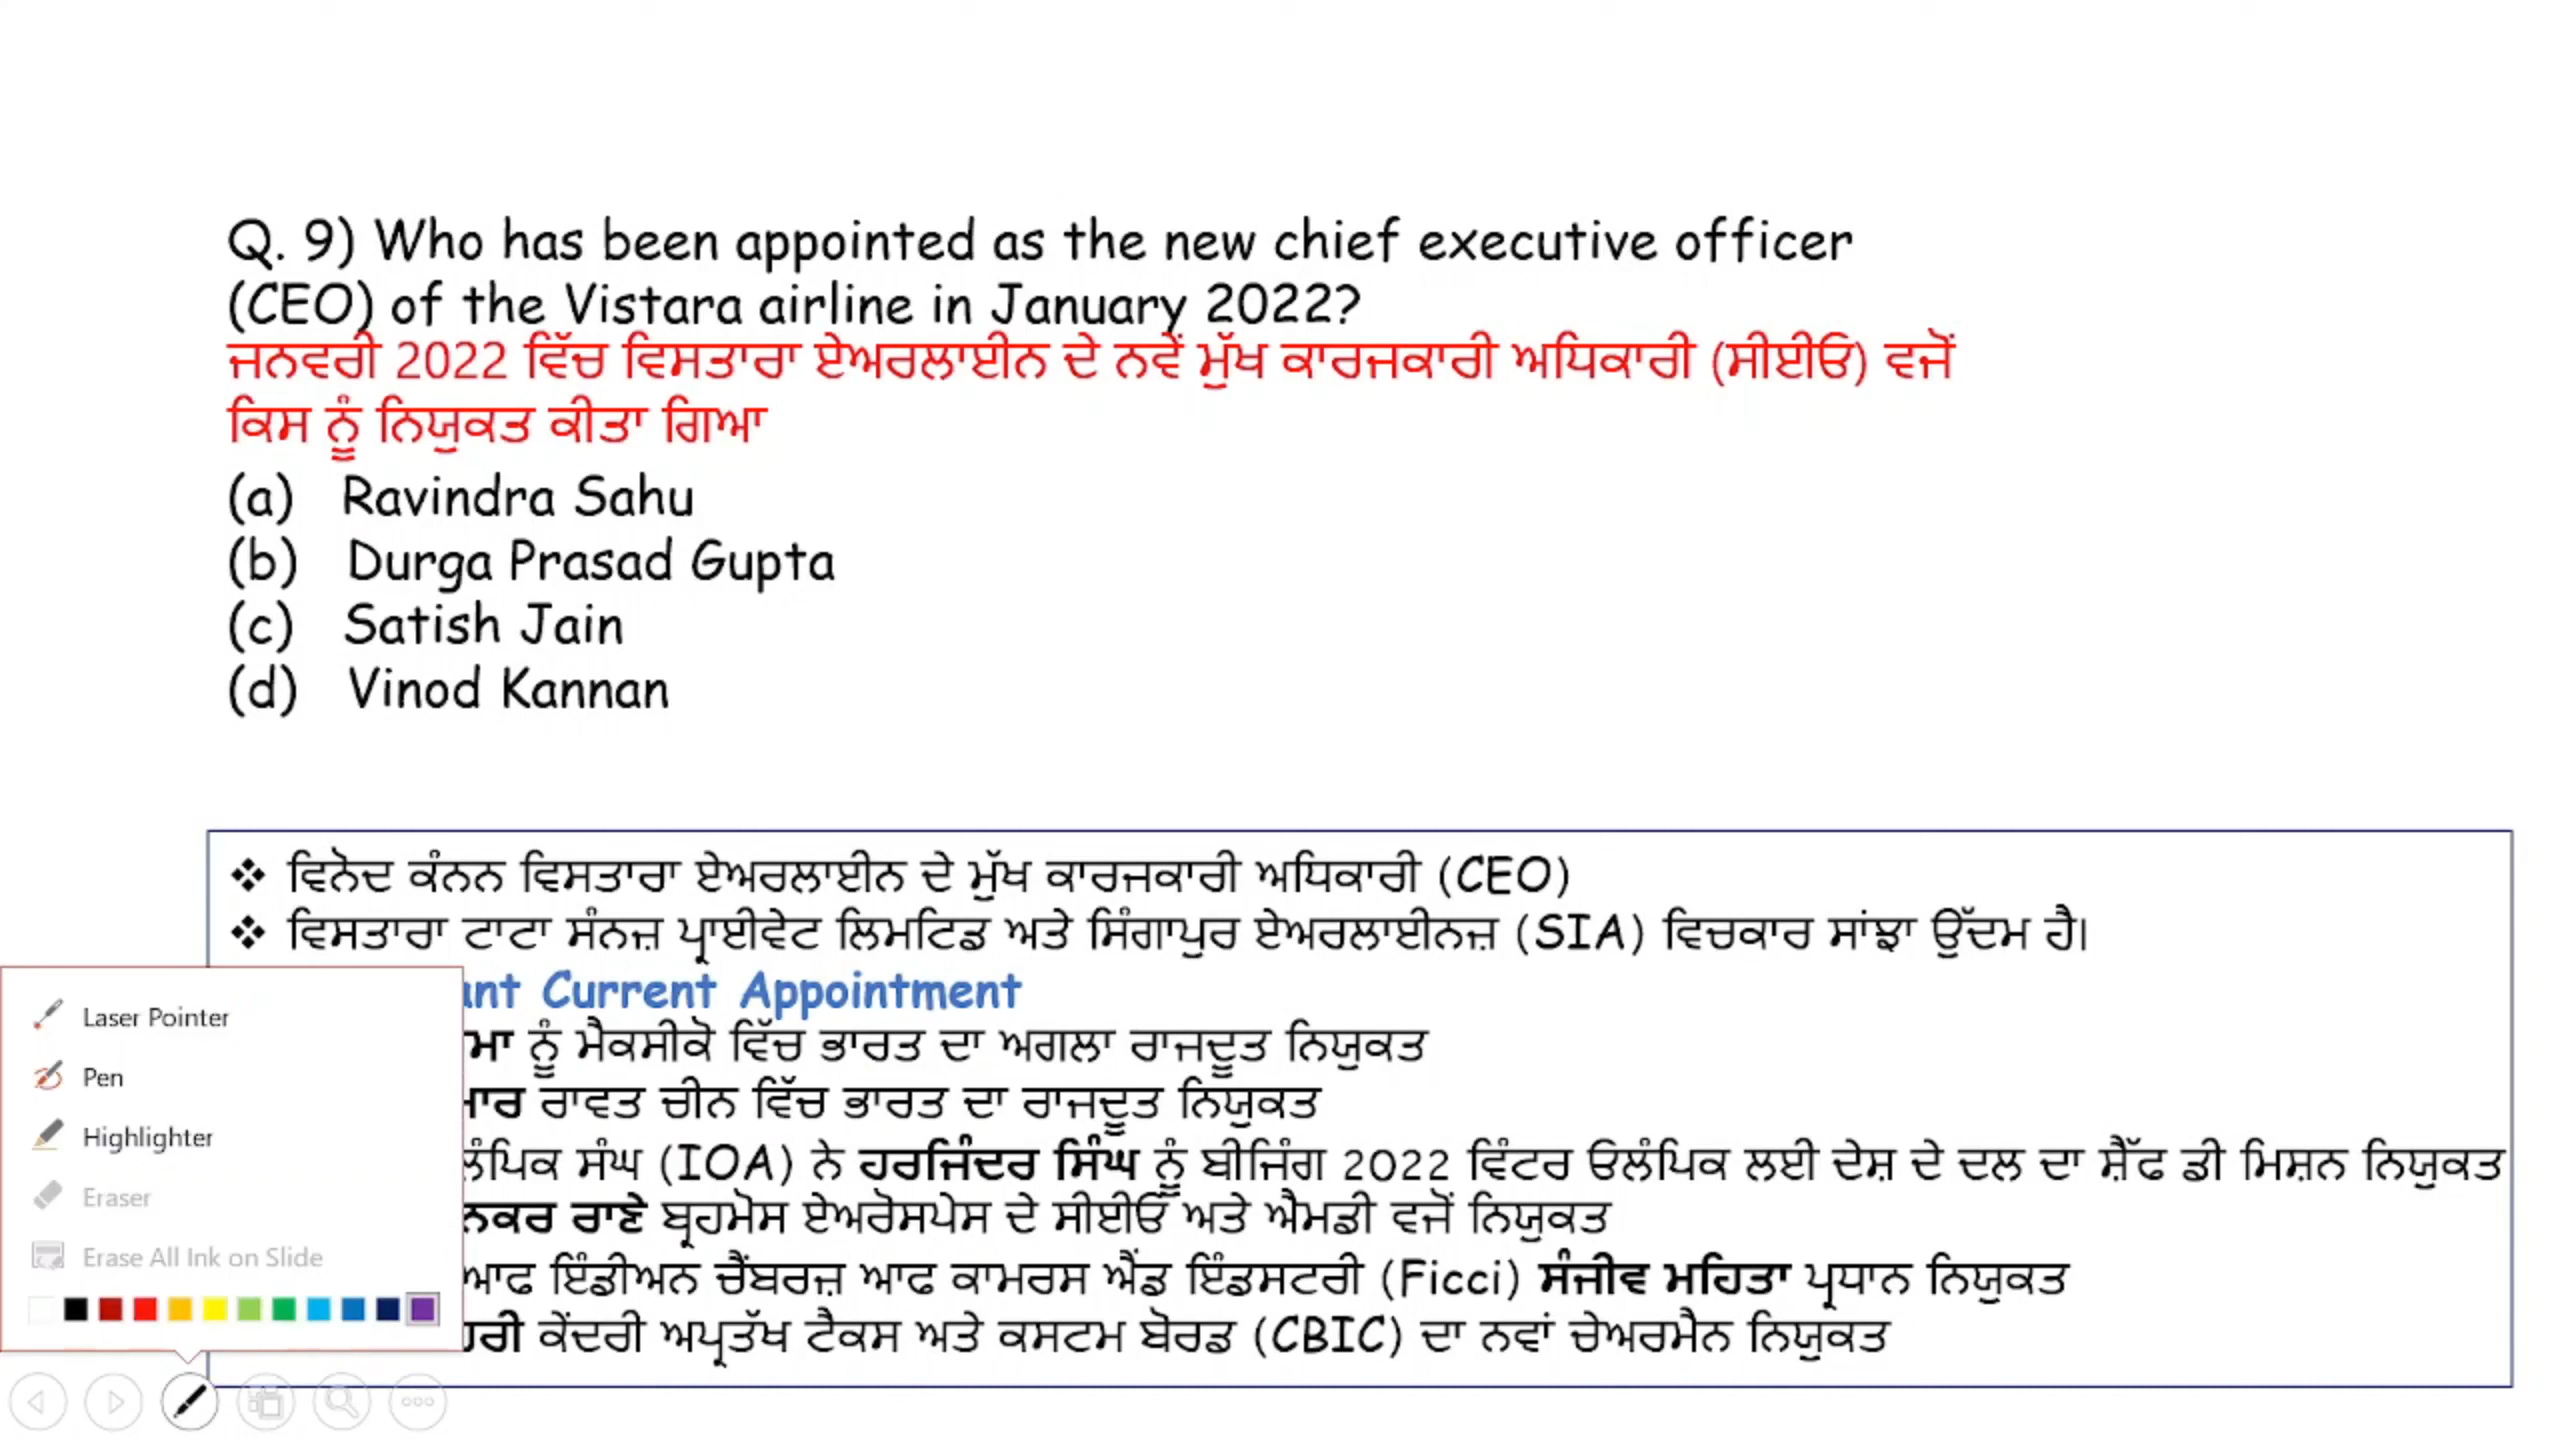 Q. 9) Who has been appointed as the new chief executive officer
(CEO) of the Vistara airline in January 2022?
ਜਨਵਰੀ 2022 ਵਿੱਚ ਵਿਸਤਾਰਾ ਏਅਰਲਾਈਨ ਦੇ ਨਵੇਂ ਮੁੱਖ ਕਾਰਜਕਾਰੀ ਅਧਿਕਾਰੀ (ਸੀਈਓ) ਵਜੋਂ
ਕਿਸ ਨੂੰ ਨਿਯੁਕਤ ਕੀਤਾ ਗਿਆ
(a) Ravindra Sahu
(b) Durga Prasad Gupta
(c) Satish Jain
(d) Vinod Kannan
❖ ਵਿਨੋਦ ਕੰਨਨ ਵਿਸਤਾਰਾ ਏਅਰਲਾਈਨ ਦੇ ਮੁੱਖ ਕਾਰਜਕਾਰੀ ਅਧਿਕਾਰੀ (CEO)
❖ ਵਿਸਤਾਰਾ ਟਾਟਾ ਸੰਨਜ਼ ਪ੍ਰਾਈਵੇਟ ਲਿਮਟਿਡ ਅਤੇ ਸਿੰਗਾਪੁਰ ਏਅਰਲਾਈਨਜ਼ (SIA) ਵਿਚਕਾਰ ਸਾਂਝਾ ਉੱਦਮ ਹੈ।
Current Appointment
ਨੂੰ ਮੈਕਸੀਕੋ ਵਿੱਚ ਭਾਰਤ ਦਾ ਅਗਲਾ ਰਾਜਦੂਤ ਨਿਯੁਕਤ
ਰਾਵਤ ਚੀਨ ਵਿੱਚ ਭਾਰਤ ਦਾ ਰਾਜਦੂਤ ਨਿਯੁਕਤ
ਸੰਘ (IOA) ਨੇ ਹਰਜਿੰਦਰ ਸਿੰਘ ਨੂੰ ਬੀਜਿੰਗ 2022 ਵਿੰਟਰ ਓਲੰਪਿਕ ਲਈ ਦੇਸ਼ ਦੇ ਦਲ ਦਾ ਸ਼ੈੱਫ ਡੀ ਮਿਸ਼ਨ ਨਿਯੁਕਤ
ਰਾਣੇ ਬ੍ਰਹਮੋਸ ਏਅਰੋਸਪੇਸ ਦੇ ਸੀਈਓ ਅਤੇ ਐਮਡੀ ਵਜੋਂ ਨਿਯੁਕਤ
ਆਫ ਇੰਡੀਅਨ ਚੈਂਬਰਜ਼ ਆਫ ਕਾਮਰਸ ਐਂਡ ਇੰਡਸਟਰੀ (Ficci) ਸੰਜੀਵ ਮਹਿਤਾ ਪ੍ਰਧਾਨ ਨਿਯੁਕਤ
ਕੇਂਦਰੀ ਅਪ੍ਰਤੱਖ ਟੈਕਸ ਅਤੇ ਕਸਟਮ ਬੋਰਡ (CBIC) ਦਾ ਨਵਾਂ ਚੇਅਰਮੈਨ ਨਿਯੁਕਤ
Laser Pointer
Pen
Highlighter
Eraser
Erase All Ink on Slide